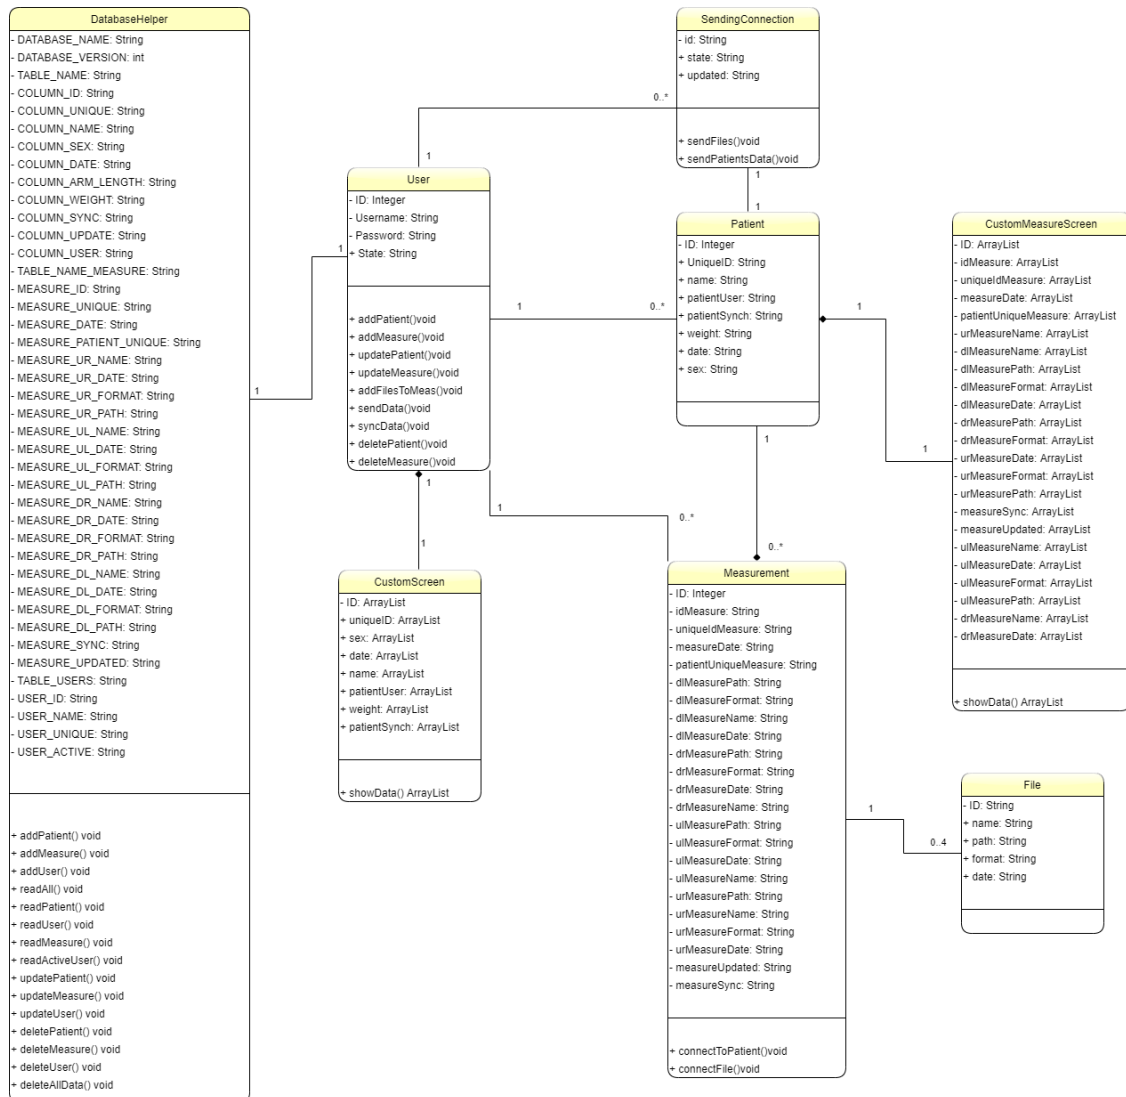 DatabaseHelper
- DATABASE_NAME: String
- DATABASE_VERSION: int
- TABLE_NAME: String
- COLUMN_ID: String
- COLUMN_UNIQUE: String
- COLUMN_NAME: String
- COLUMN_SEX: String
- COLUMN_DATE: String
- COLUMN_ARM_LENGTH: String
- COLUMN_WEIGHT: String
- COLUMN_SYNC: String
- COLUMN_UPDATE: String
- COLUMN_USER: String
- TABLE_NAME_MEASURE: String
- MEASURE_ID: String
- MEASURE_UNIQUE: String
- MEASURE_DATE: String
- MEASURE_PATIENT_UNIQUE: String
- MEASURE_UR_NAME: String
- MEASURE_UR_DATE: String
- MEASURE_UR_FORMAT: String
- MEASURE_UR_PATH: String
- MEASURE_UL_NAME: String
- MEASURE_UL_DATE: String
- MEASURE_UL_FORMAT: String
- MEASURE_UL_PATH: String
- MEASURE_DR_NAME: String
- MEASURE_DR_DATE: String
- MEASURE_DR_FORMAT: String
- MEASURE_DR_PATH: String
- MEASURE_DL_NAME: String
- MEASURE_DL_DATE: String
- MEASURE_DL_FORMAT: String
- MEASURE_DL_PATH: String
- MEASURE_SYNC: String
- MEASURE_UPDATED: String
- TABLE_USERS: String
- USER_ID: String
- USER_NAME: String
- USER_UNIQUE: String
- USER_ACTIVE: String
+ addPatient() void
+ addMeasure() void
+ addUser() void
+ readAll() void
+ readPatient() void
+ readUser() void
+ readMeasure() void
+ readActiveUser() void
+ updatePatient() void
+ updateMeasure() void
+ updateUser() void
+ deletePatient() void
+ deleteMeasure() void
+ deleteUser() void
+ deleteAllData() void
1
1
User
- ID: Integer
- Username: String
- Password: String
+ State: String
+ addPatient()void
+ addMeasure()void
+ updatePatient()void
+ updateMeasure()void
+ addFilesToMeas()void
+ sendData()void
+ syncData()void
+ deletePatient()void
+ deleteMeasure()void
1
0..*
SendingConnection
- id: String
+ state: String
+ updated: String
+ sendFiles()void
+ sendPatientsData()void
1
1
Patient
- ID: Integer
+ UniqueID: String
+ name: String
+ patientUser: String
+ patientSynch: String
+ weight: String
+ date: String
+ sex: String
1
0..*
1
1
CustomMeasureScreen
- ID: ArrayList
- idMeasure: ArrayList
- uniqueIdMeasure: ArrayList
- measureDate: ArrayList
- patientUniqueMeasure: ArrayList
- urMeasureName: ArrayList
- dlMeasureName: ArrayList
- dlMeasurePath: ArrayList
- dlMeasureFormat: ArrayList
- dlMeasureDate: ArrayList
- drMeasurePath: ArrayList
- drMeasureFormat: ArrayList
- urMeasureDate: ArrayList
- urMeasureFormat: ArrayList
- urMeasurePath: ArrayList
- measureSync: ArrayList
- measureUpdated: ArrayList
- ulMeasureName: ArrayList
- ulMeasureDate: ArrayList
- ulMeasureFormat: ArrayList
- ulMeasurePath: ArrayList
- drMeasureName: ArrayList
- drMeasureDate: ArrayList
+ showData() ArrayList
1
1
CustomScreen
- ID: ArrayList
+ uniqueID: ArrayList
+ sex: ArrayList
+ date: ArrayList
+ name: ArrayList
+ patientUser: ArrayList
+ weight: ArrayList
+ patientSynch: ArrayList
+ showData() ArrayList
1
0..*
1
0..*
Measurement
- ID: Integer
- idMeasure: String
- uniqueIdMeasure: String
- measureDate: String
- patientUniqueMeasure: String
- dlMeasurePath: String
- dlMeasureFormat: String
- dlMeasureName: String
- dlMeasureDate: String
- drMeasurePath: String
- drMeasureFormat: String
- drMeasureDate: String
- drMeasureName: String
- ulMeasurePath: String
- ulMeasureFormat: String
- ulMeasureDate: String
- ulMeasureName: String
- urMeasurePath: String
- urMeasureName: String
- urMeasureFormat: String
- urMeasureDate: String
- measureUpdated: String
- measureSync: String
+ connectToPatient()void
+ connectFile()void
1
0..4
File
- ID: String
+ name: String
+ path: String
+ format: String
+ date: String